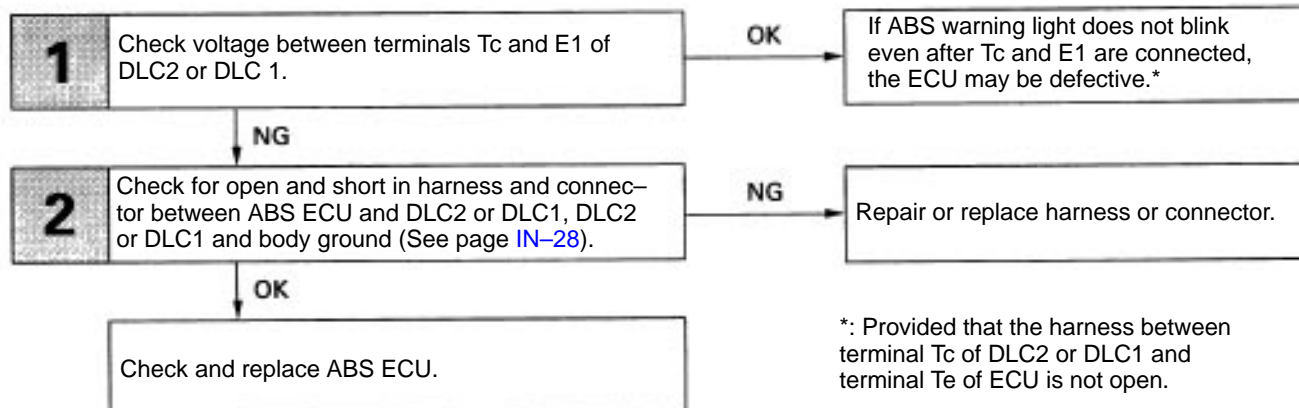 1
Check voltage between terminals Tc and E1 of
DLC2 or DLC 1.
OK
If ABS warning light does not blink
even after Tc and E1 are connected,
the ECU may be defective.*
NG
2
Check for open and short in harness and connec–
tor between ABS ECU and DLC2 or DLC1, DLC2
or DLC1 and body ground (See page IN–28).
NG
Repair or replace harness or connector.
OK
Check and replace ABS ECU.
*: Provided that the harness between
terminal Tc of DLC2 or DLC1 and
terminal Te of ECU is not open.